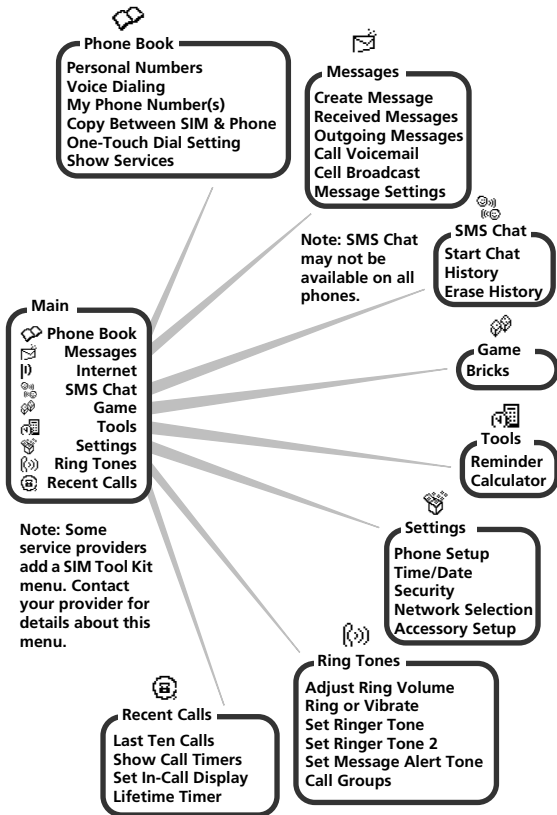 Phone Book
Personal Numbers
Voice Dialing
My Phone Number(s)
Copy Between SIM & Phone
One-Touch Dial Setting
Show Services
Messages
Create Message
Received Messages
Outgoing Messages
Call Voicemail
Cell Broadcast
Message Settings
Note: SMS Chat
may not be
available on all
phones.
SMS Chat
Start Chat
History
Erase History
Main
Phone Book
Messages
Internet
SMS Chat
Game
Tools
Settings
Ring Tones
Recent Calls
Game
Bricks
Tools
Reminder
Calculator
Note: Some
service providers
add a SIM Tool Kit
menu. Contact
your provider for
details about this
menu.
Settings
Phone Setup
Time/Date
Security
Network Selection
Accessory Setup
Ring Tones
Adjust Ring Volume
Ring or Vibrate
Set Ringer Tone
Set Ringer Tone 2
Set Message Alert Tone
Call Groups
Recent Calls
Last Ten Calls
Show Call Timers
Set In-Call Display
Lifetime Timer